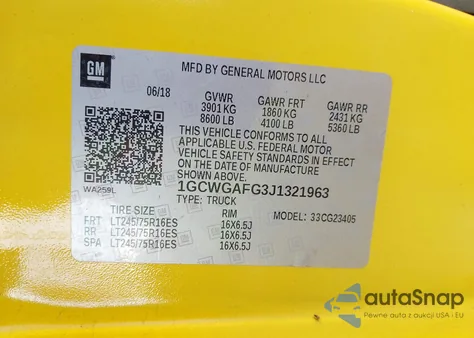 GM
MFD BY GENERAL MOTORS LLC
06/18
GVWR GAWR FRT GAWR RR
3901 KG 1860 KG 2431 KG
8600 LB 4100 LB 5360 LB
THIS VEHICLE CONFORMS TO ALL
APPLICABLE U.S. FEDERAL MOTOR
VEHICLE SAFETY STANDARDS IN EFFECT
ON THE DATE OF MANUFACTURE
SHOWN ABOVE.
1GCWGAFG3J1321963
TYPE: TRUCK
MODEL: 33CG23405
WA259L
TIRE SIZE RIM
FRT LT245/75R16ES 16X6.5J
RR LT245/75R16ES 16X6.5J
SPA LT245/75R16ES 16X6.5J
autoSnap
Pewne auto z aukcji USA i EU